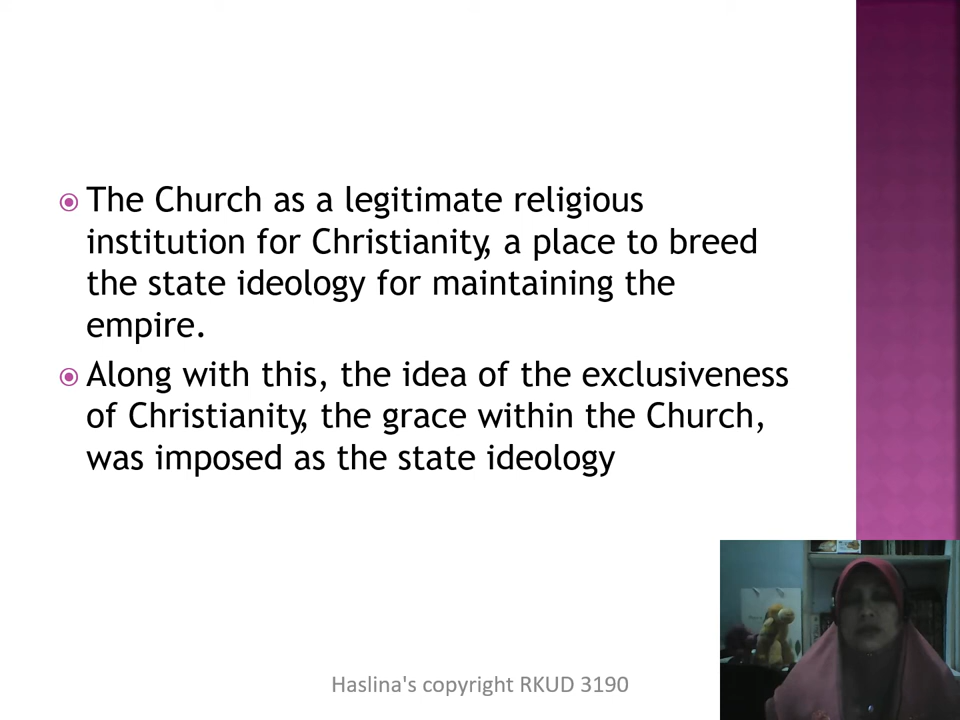 The Church as a legitimate religious
institution for Christianity, a place to breed
the state ideology for maintaining the
empire.
Along with this, the idea of the exclusiveness
of Christianity, the grace within the Church,
was imposed as the state ideology
Haslina's copyright RKUD 3190